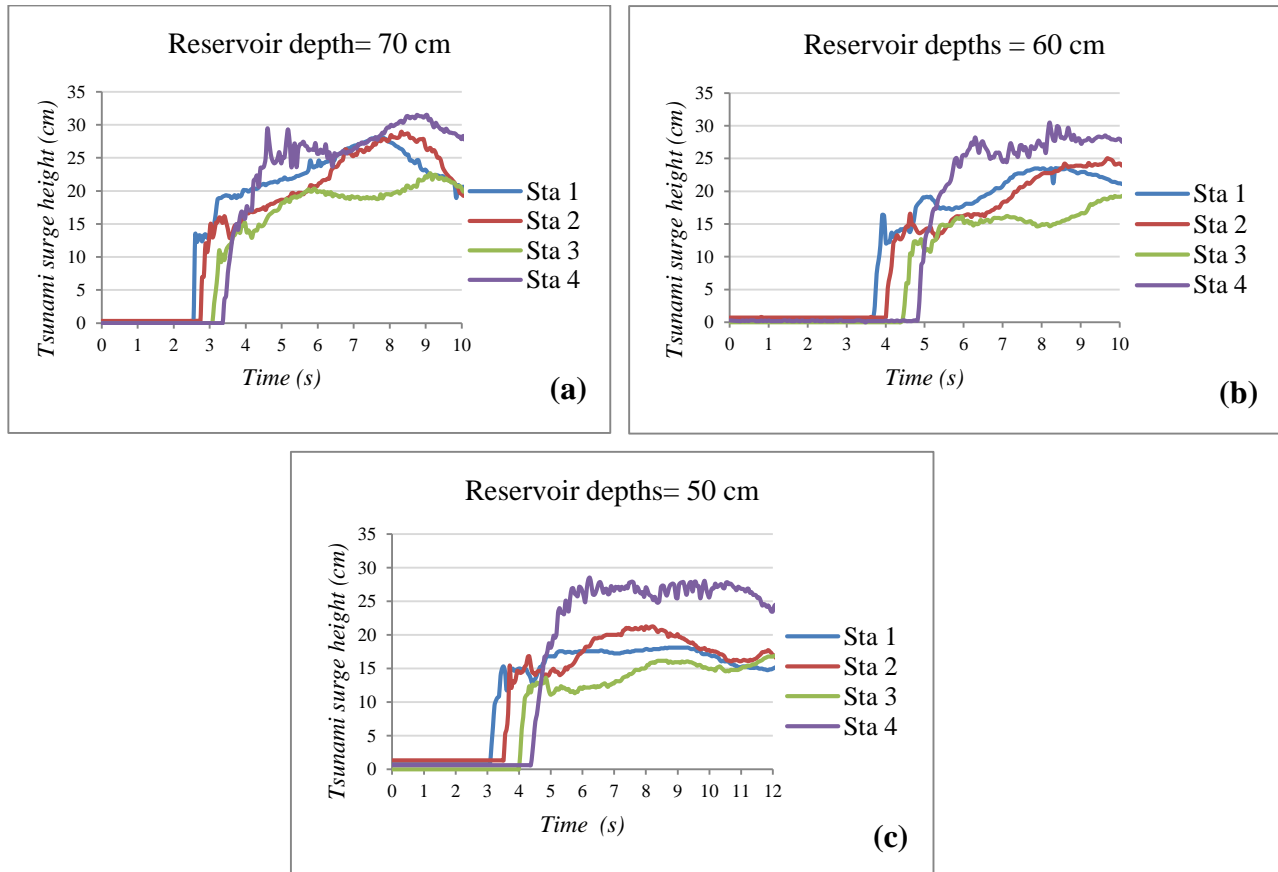 Reservoir depth= 70 cm
Tsunami surge height (cm)
35
30
25
20
15
10
5
0
0 1 2 3 4 5 6 7 8 9 10
Time (s)
Sta 1
Sta 2
Sta 3
Sta 4
(a)
Reservoir depths = 60 cm
Tsunami surge height (cm)
35
30
25
20
15
10
5
0
0 1 2 3 4 5 6 7 8 9 10
Time (s)
Sta 1
Sta 2
Sta 3
Sta 4
(b)
Reservoir depths= 50 cm
Tsunami surge height (cm)
35
30
25
20
15
10
5
0
0 1 2 3 4 5 6 7 8 9 10 11 12
Time (s)
Sta 1
Sta 2
Sta 3
Sta 4
(c)